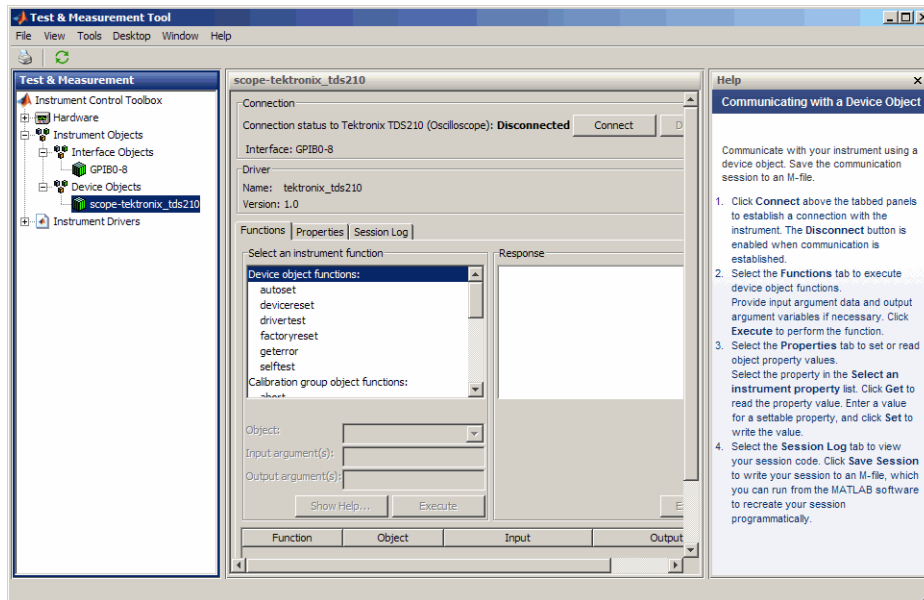 Test & Measurement Tool
File View Tools Desktop Window Help
Test & Measurement
Instrument Control Toolbox
Hardware
Instrument Objects
Interface Objects
GPIB0-8
Device Objects
scope-tektronix_tds210
Instrument Drivers
scope-tektronix_tds210
Connection
Connection status to Tektronix TDS210 (Oscilloscope): Disconnected Connect D
Interface: GPIB0-8
Driver
Name: tektronix_tds210
Version: 1.0
Functions Properties Session Log
Select an instrument function
Device object functions:
autoset
devicereset
drivertest
factoryreset
geterror
selftest
Calibration group object functions:
abort
Object:
Input argument(s):
Output argument(s):
Show Help... Execute
Response
E
Function Object Input Output
Help
Communicating with a Device Object
Communicate with your instrument using a
device object. Save the communication
session to an M-file.
1. Click Connect above the tabbed panels
to establish a connection with the
instrument. The Disconnect button is
enabled when communication is
established.
2. Select the Functions tab to execute
device object functions.
Provide input argument data and output
argument variables if necessary. Click
Execute to perform the function.
3. Select the Properties tab to set or read
object property values.
Select the property in the Select an
instrument property list. Click Get to
read the property value. Enter a value
for a settable property, and click Set to
write the value.
4. Select the Session Log tab to view
your session code. Click Save Session
to write your session to an M-file, which
you can run from the MATLAB software
to recreate your session
programmatically.